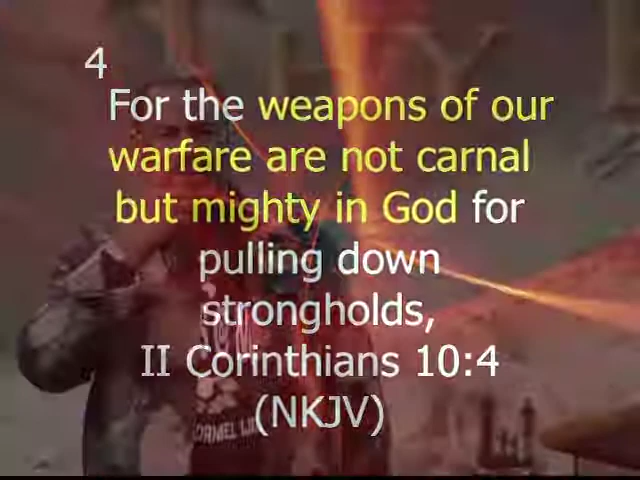 4
For the weapons of our
warfare are not carnal
but mighty in God for
pulling down
strongholds,
II Corinthians 10:4
(NKJV)